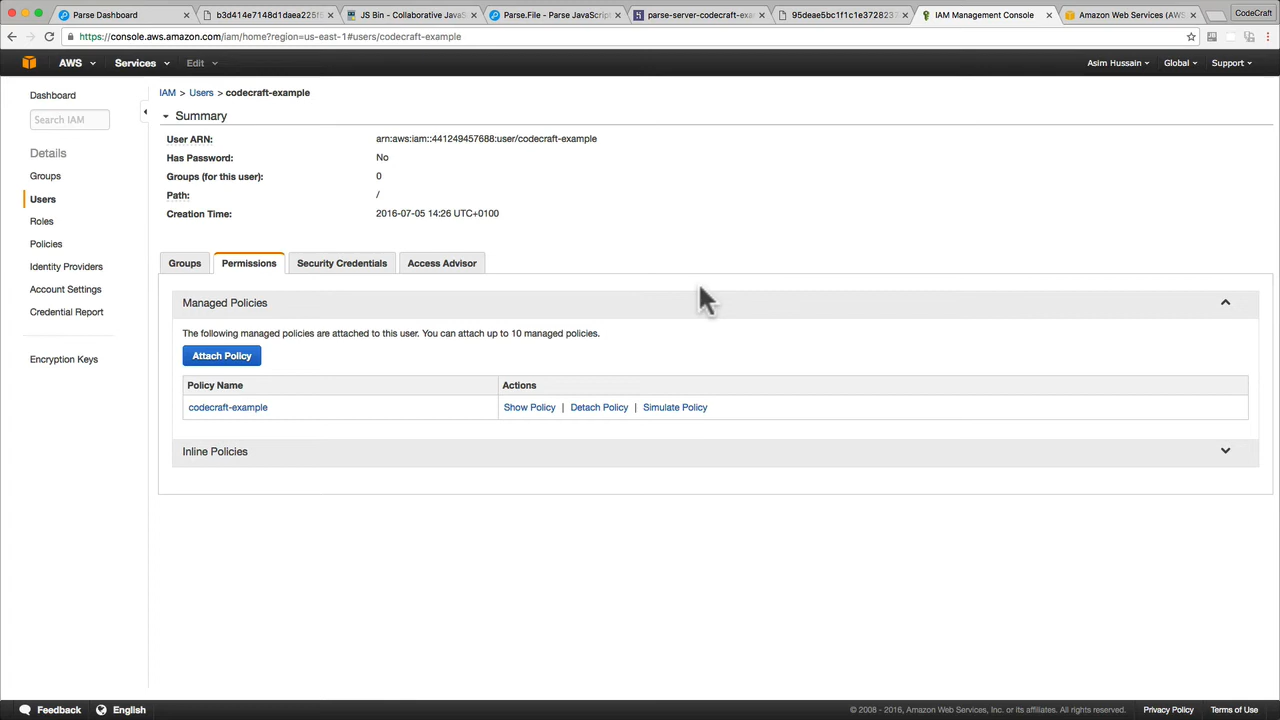 Parse Dashboard
b3d414e7148d1daea225f
JS Bin - Collaborative JavaS
Parse.File - Parse JavaScript
parse-server-codecraft-exa
95deae5bc1f1c1e3728237
IAM Management Console
Amazon Web Services (AWS
CodeCraft
https://console.aws.amazon.com/iam/home?region=us-east-1#users/codecraft-example
AWS Services Edit Asim Hussain Global Support
Dashboard
Search IAM
Details
Groups
Users
Roles
Policies
Identity Providers
Account Settings
Credential Report
Encryption Keys
IAM > Users > codecraft-example
Summary
User ARN: arn:aws:iam::441249457688:user/codecraft-example
Has Password: No
Groups (for this user): 0
Path: /
Creation Time: 2016-07-05 14:26 UTC+0100
Groups Permissions Security Credentials Access Advisor
Managed Policies
The following managed policies are attached to this user. You can attach up to 10 managed policies.
Attach Policy
Policy Name Actions
codecraft-example Show Policy | Detach Policy | Simulate Policy
Inline Policies
Feedback English © 2008 - 2016, Amazon Web Services, Inc. or its affiliates. All rights reserved. Privacy Policy Terms of Use